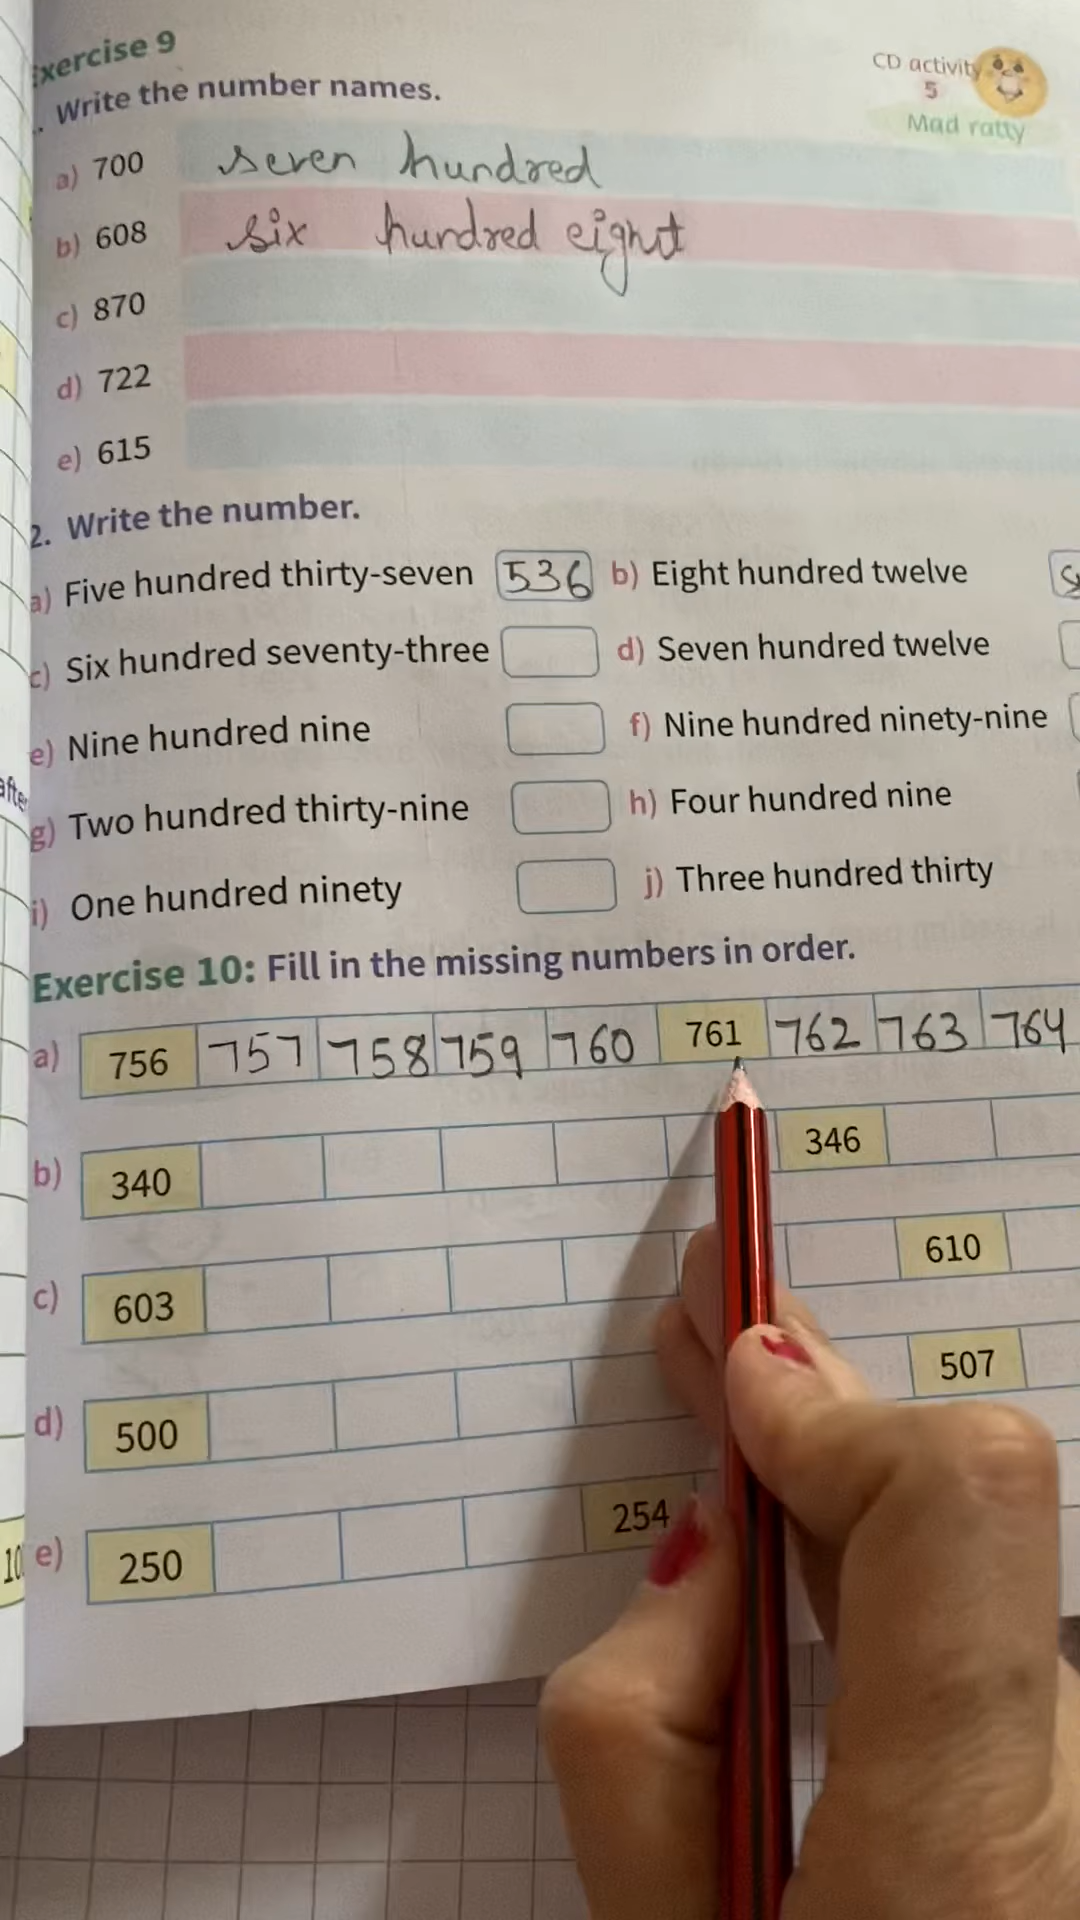 Exercise 9
CD activity
5
Mad ratty
Write the number names.
a) 700 seven hundred
b) 608 six hundred eight
c) 870
d) 722
e) 615
2. Write the number.
a) Five hundred thirty-seven 536 b) Eight hundred twelve
c) Six hundred seventy-three d) Seven hundred twelve
e) Nine hundred nine f) Nine hundred ninety-nine
g) Two hundred thirty-nine h) Four hundred nine
i) One hundred ninety j) Three hundred thirty
Exercise 10: Fill in the missing numbers in order.
a) 756 757 758 759 760 761 762 763 764
b) 340 346
c) 603 610
d) 500 507
e) 250 254